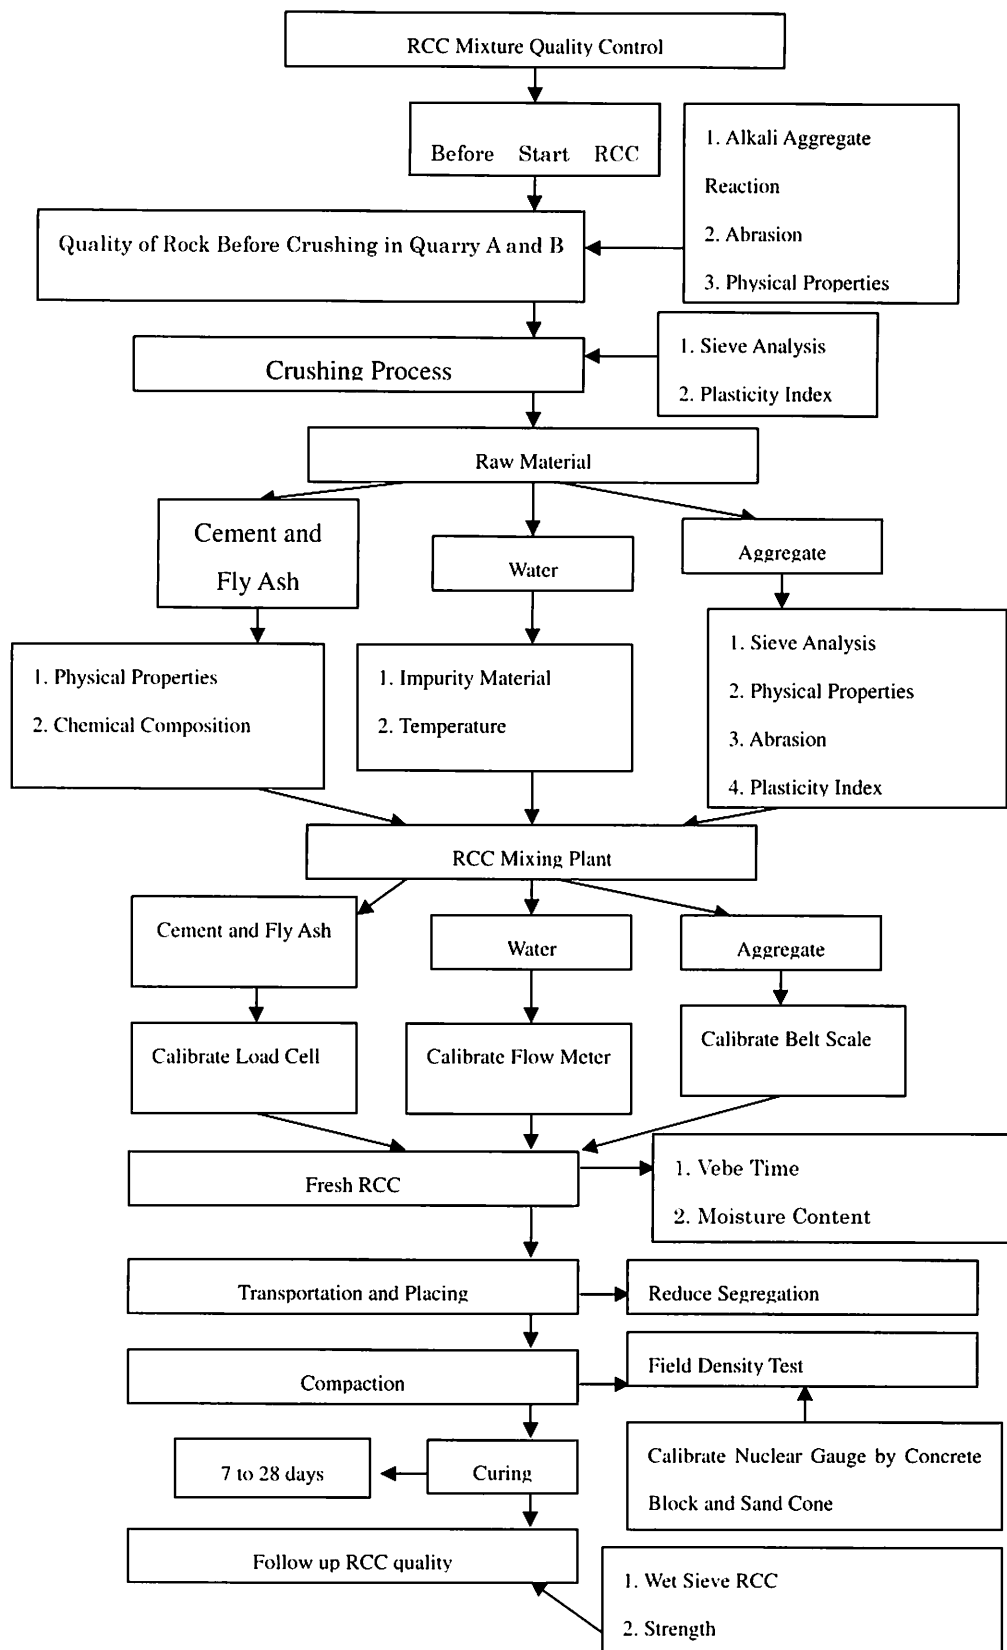 RCC Mixture Quality Control
Before Start RCC
1. Alkali Aggregate
Reaction
2. Abrasion
3. Physical Properties
Quality of Rock Before Crushing in Quarry A and B
Crushing Process
1. Sieve Analysis
2. Plasticity Index
Raw Material
Cement and
Fly Ash
Water
Aggregate
1. Physical Properties
2. Chemical Composition
1. Impurity Material
2. Temperature
1. Sieve Analysis
2. Physical Properties
3. Abrasion
4. Plasticity Index
RCC Mixing Plant
Cement and Fly Ash
Water
Aggregate
Calibrate Load Cell
Calibrate Flow Meter
Calibrate Belt Scale
Fresh RCC
1. Vebe Time
2. Moisture Content
Transportation and Placing
Reduce Segregation
Compaction
Field Density Test
Calibrate Nuclear Gauge by Concrete
Block and Sand Cone
7 to 28 days
Curing
Follow up RCC quality
1. Wet Sieve RCC
2. Strength